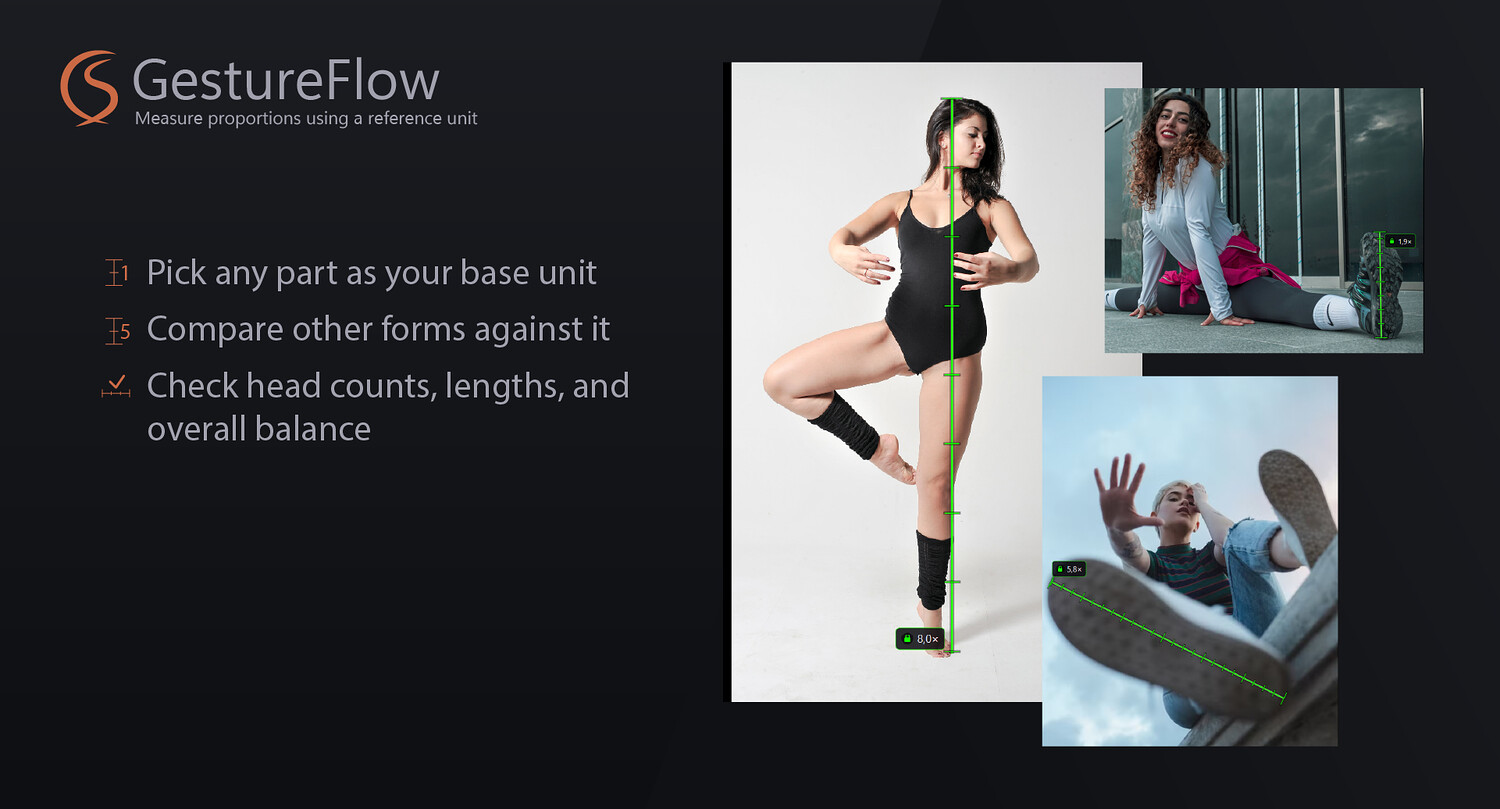 GestureFlow
Measure proportions using a reference unit
1
Pick any part as your base unit
5
Compare other forms against it
Check head counts, lengths, and
overall balance
8,0×
1,9×
5,8×